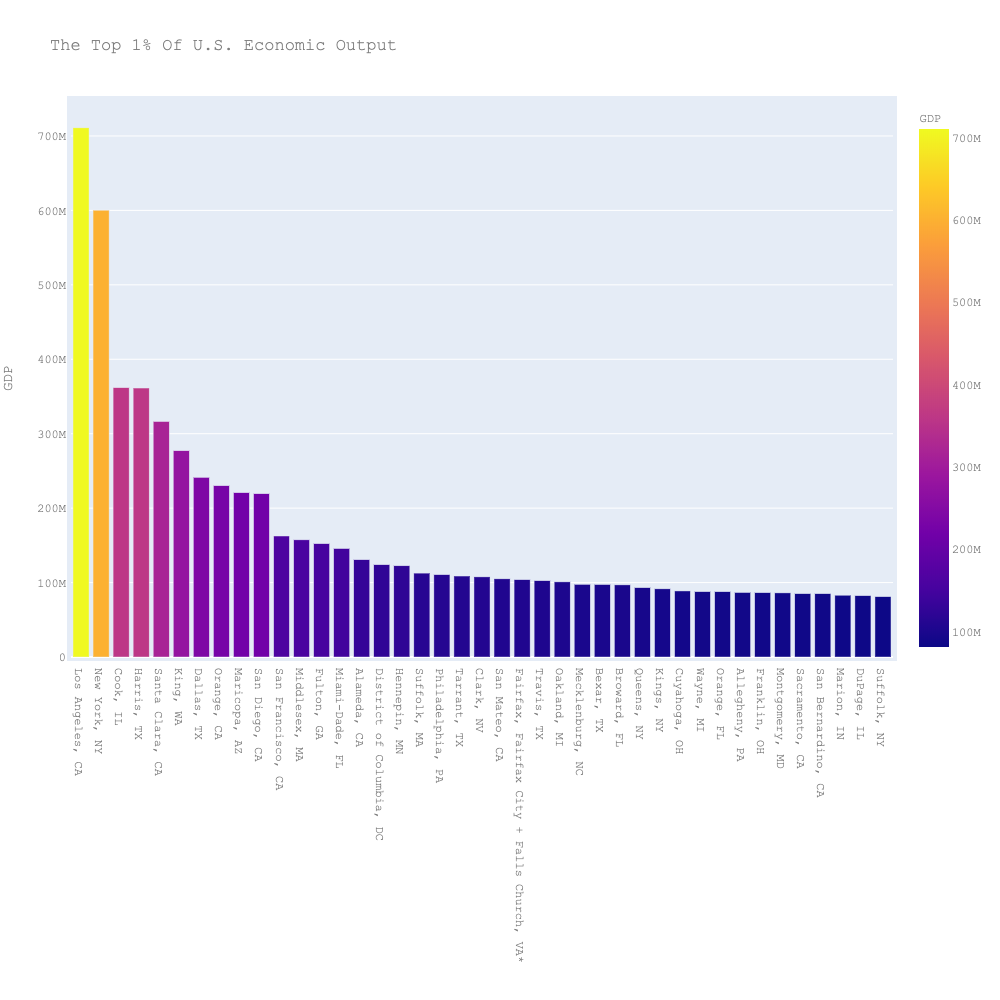 The Top 1% Of U.S. Economic Output
GDP
700M
600M
500M
400M
300M
200M
100M
0
Los Angeles, CA
New York, NY
Cook, IL
Harris, TX
Santa Clara, CA
King, WA
Dallas, TX
Orange, CA
Maricopa, Az
San Diego, CA
San Francisco, CA
Middlesex, MA
Fulton, GA
Miami-Dade, FL
Alameda, CA
District of Columbia, DC
Hennepin, MN
Suffolk, MA
Philadelphia, PA
Tarrant, TX
Clark, NV
San Mateo, CA
Fairfax, Fairfax City + Falls Church, VA*
Travis, TX
Oakland, MI
Mecklenburg, NC
Bexar, TX
Broward, FL
Queens, NY
Kings, NY
Cuyahoga, OH
Wayne, MI
Orange, FL
Allegheny, PA
Franklin, OH
Montgomery, MD
Sacramento, CA
San Bernardino, CA
Marion, IN
DuPage, IL
Suffolk, NY
GDP
700M
600M
500M
400M
300M
200M
100M